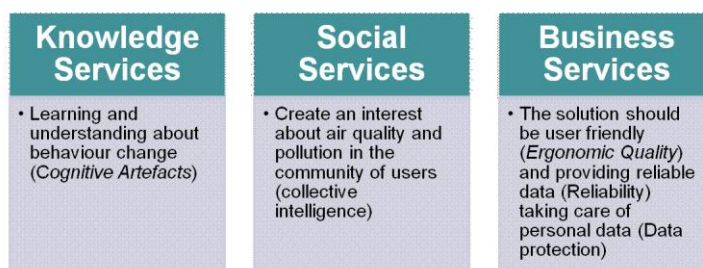 Knowledge
Services
• Learning and
understanding about
behaviour change
(Cognitive Artefacts)
Social
Services
• Create an interest
about air quality and
pollution in the
community of users
(collective
intelligence)
Business
Services
• The solution should
be user friendly
(Ergonomic Quality)
and providing reliable
data (Reliability)
taking care of
personal data (Data
protection)